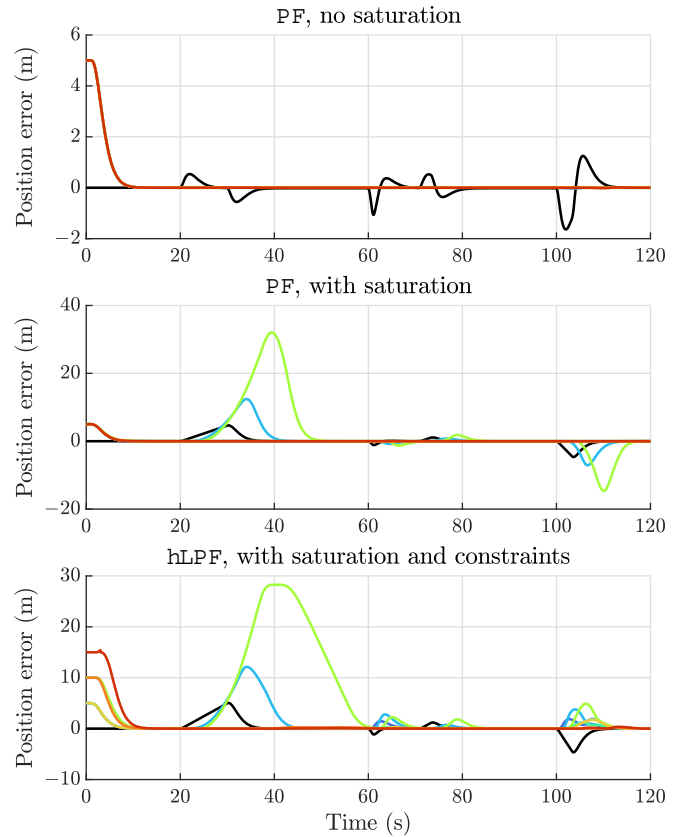 PF, no saturation
6
4
2
0
−2
Position error (m)
0 20 40 60 80 100 120
PF, with saturation
40
20
0
−20
Position error (m)
0 20 40 60 80 100 120
hLPF, with saturation and constraints
30
20
10
0
−10
Position error (m)
0 20 40 60 80 100 120
Time (s)